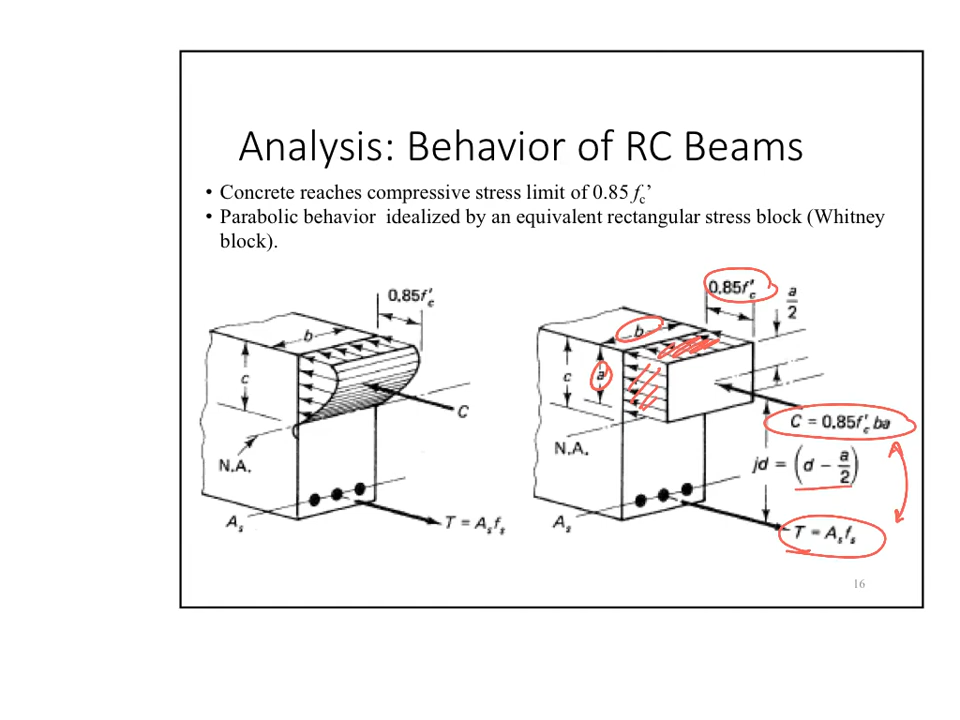 Analysis: Behavior of RC Beams
• Concrete reaches compressive stress limit of 0.85 fc’
• Parabolic behavior idealized by an equivalent rectangular stress block (Whitney
block).
0.85f'c
b
c
C
N.A.
As
T = As fs
0.85f'c
a/2
b
c
a
C = 0.85f'c ba
N.A.
jd = (d − a/2)
As
T = As fs
16